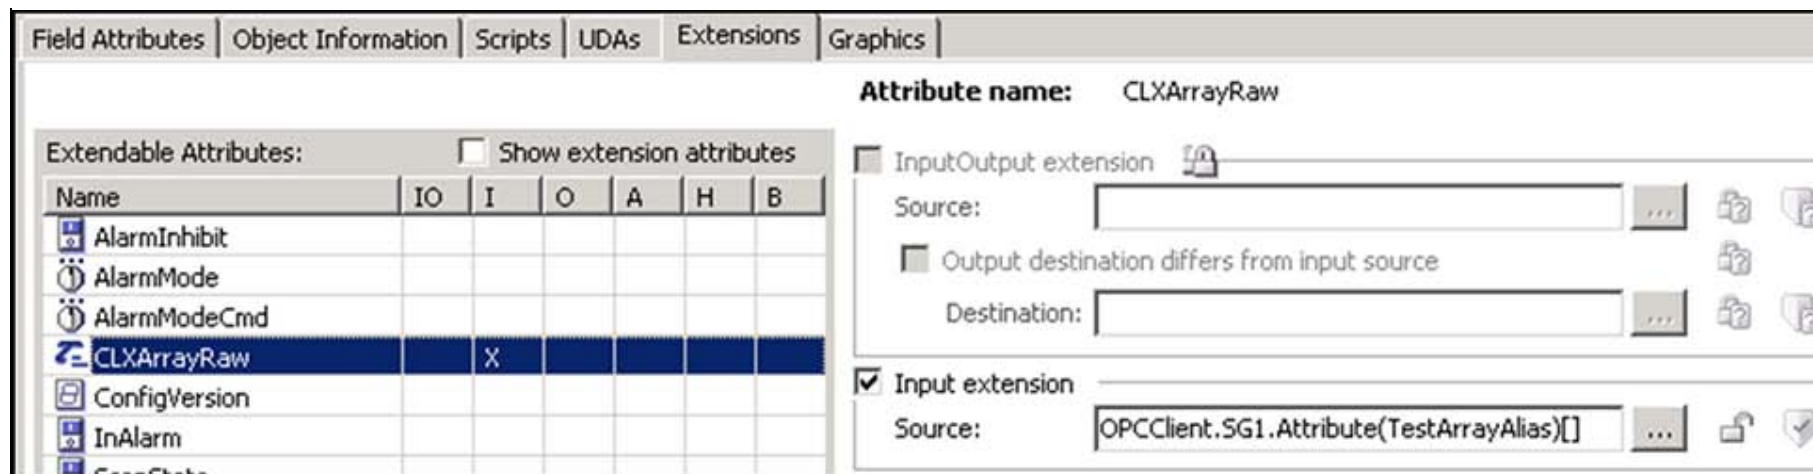 Field Attributes Object Information Scripts UDAs Extensions Graphics
Attribute name: CLXArrayRaw
Extendable Attributes: Show extension attributes
Name IO I O A H B
AlarmInhibit
AlarmMode
AlarmModeCmd
CLXArrayRaw X
ConfigVersion
InAlarm
InputOutput extension
Source: ...
Output destination differs from input source
Destination: ...
Input extension
Source: OPCClient.SG1.Attribute(TestArrayAlias)[] ...